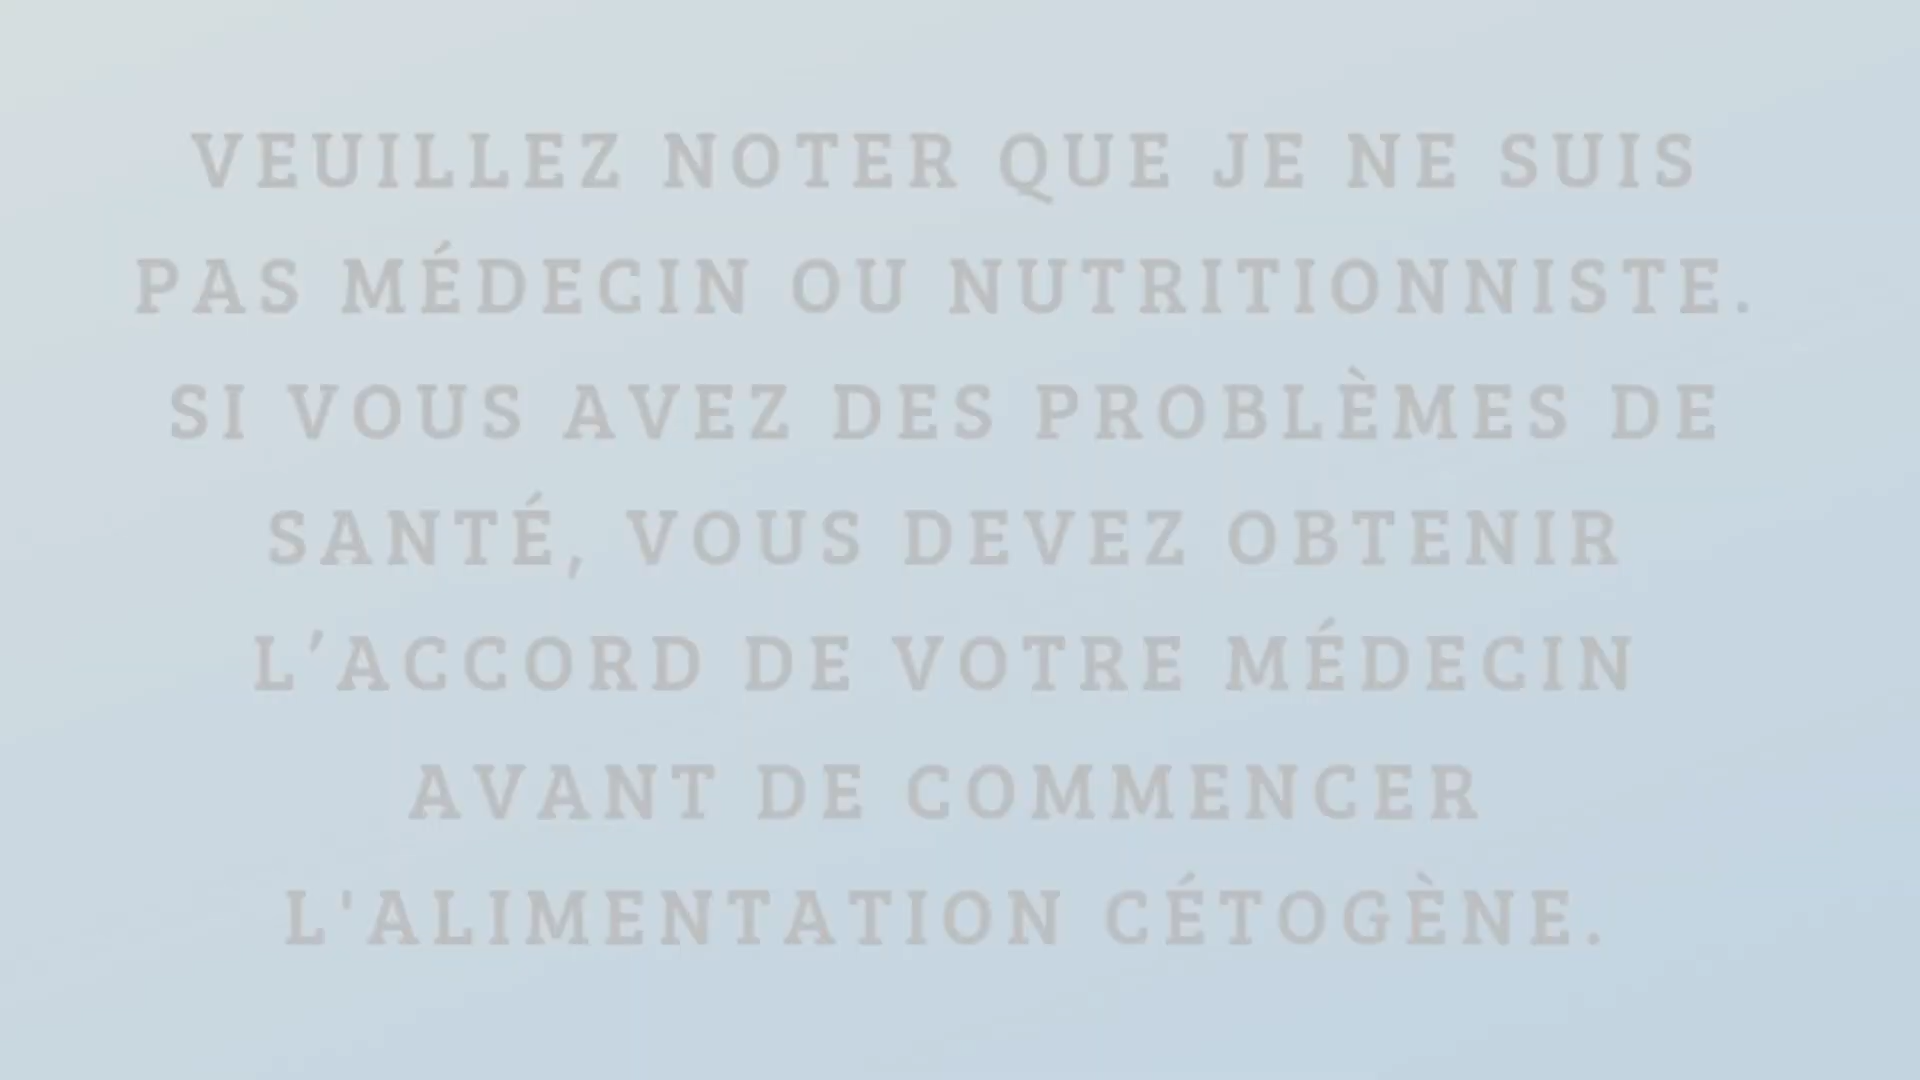 VEUILLEZ NOTER QUE JE NE SUIS
PAS MÉDECIN OU NUTRITIONNISTE.
SI VOUS AVEZ DES PROBLÈMES DE
SANTÉ, VOUS DEVEZ OBTENIR
L’ACCORD DE VOTRE MÉDECIN
AVANT DE COMMENCER
L'ALIMENTATION CÉTOGÈNE.